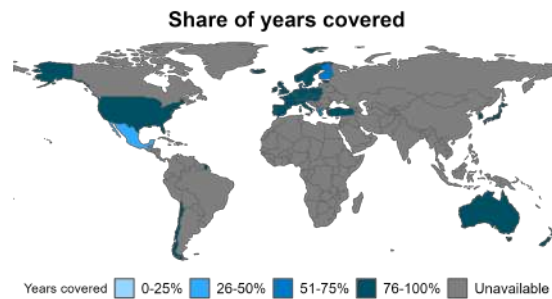 Share of years covered
Years covered 0-25% 26-50% 51-75% 76-100% Unavailable